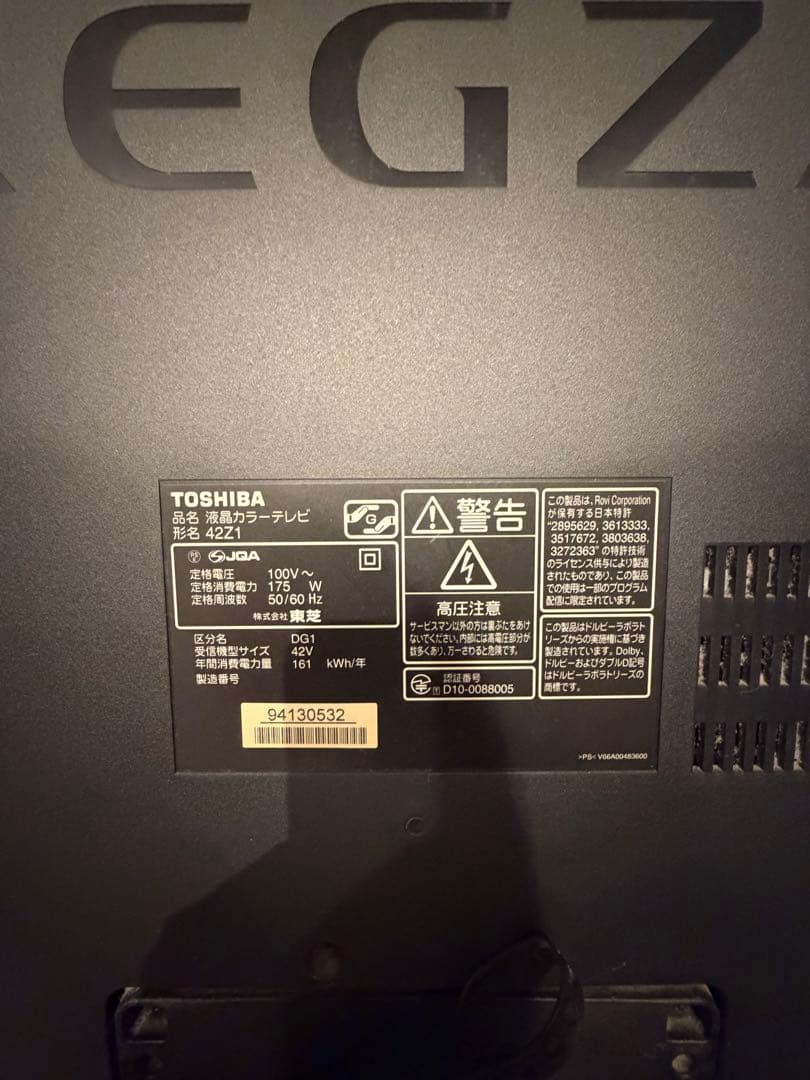 REGZA
TOSHIBA
品名 液晶カラーテレビ
形名 42Z1
G
PS E JQA
定格電圧 100V～
定格消費電力 175 W
定格周波数 50/60 Hz
株式会社 東芝
区分名 DG1
受信機型サイズ 42V
年間消費電力量 161 kWh/年
製造番号
94130532
警告
高圧注意
サービスマン以外の方は裏ぶたをあけ
ないでください。内部には高電圧部分が
数多くあり、万一さわると危険です。
認証番号
T D10-0088005
この製品は、Rovi Corporation
が保有する日本特許
"2895629, 3613333,
3517672, 3803638,
3272363" の特許技術
のライセンス供与により製造
されたものであり、この製品
での使用は一部のプログラム
配信に限定されています。
この製品はドルビーラボラト
リーズからの実施権に基づき
製造されています。Dolby、
ドルビーおよびダブルD記号
はドルビーラボラトリーズの
商標です。
>PS< V66A00483600